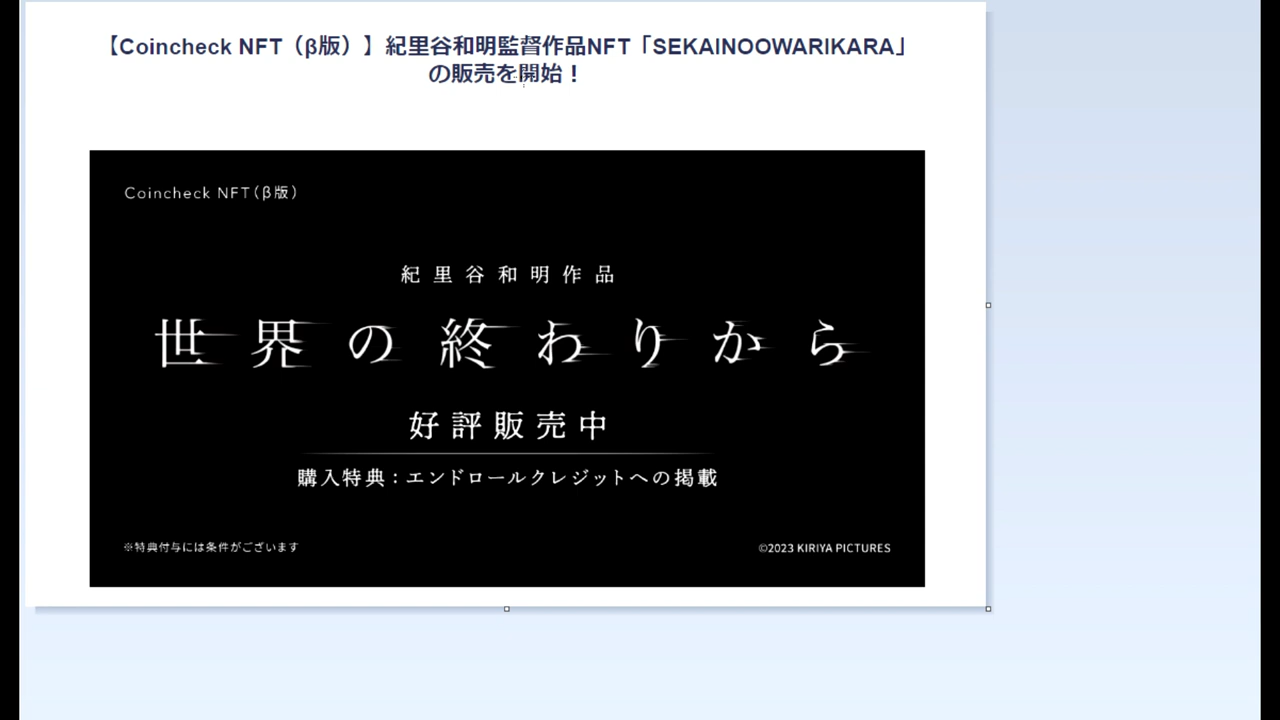 【Coincheck NFT（β版）】紀里谷和明監督作品NFT「SEKAINOOWARIKARA」
の販売を開始！
Coincheck NFT（β版）
紀里谷和明作品
世界の終わりから
好評販売中
購入特典：エンドロールクレジットへの掲載
※特典付与には条件がございます
©2023 KIRIYA PICTURES